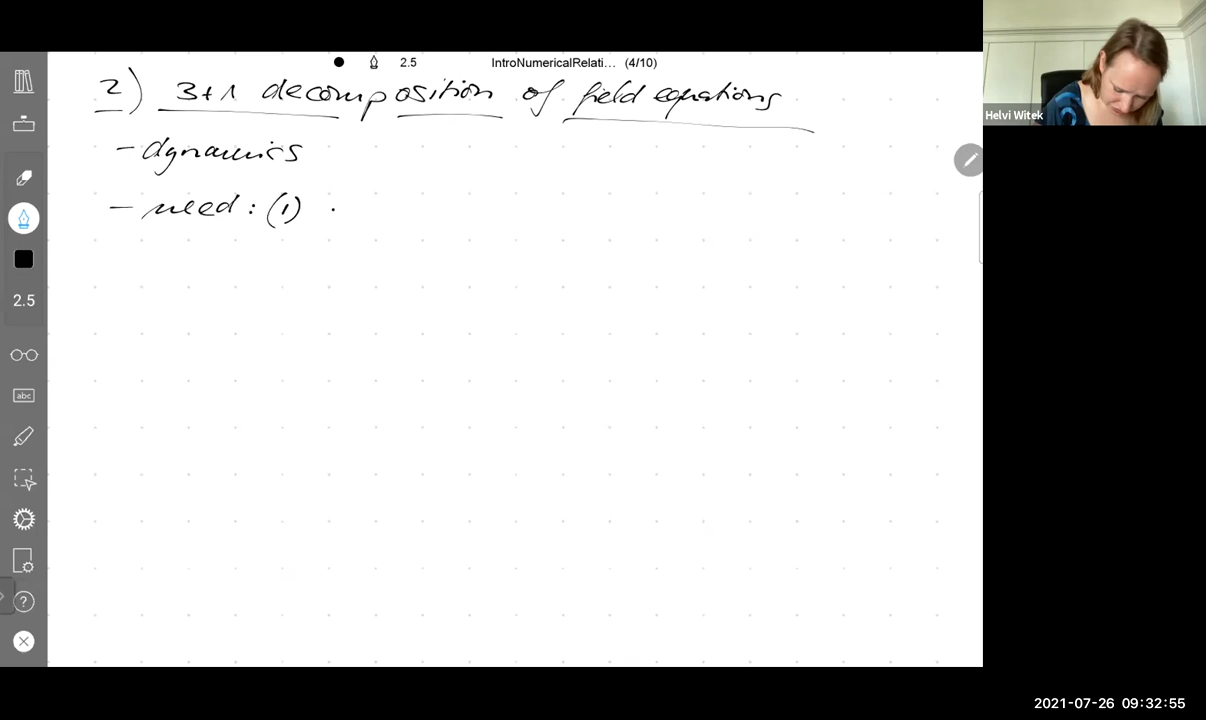 2.5 IntroNumericalRelati... (4/10)
2) 3+1 decomposition of field equations
- dynamics
- need: (1)
Helvi Witek
2.5
abc
?
2021-07-26 09:32:55